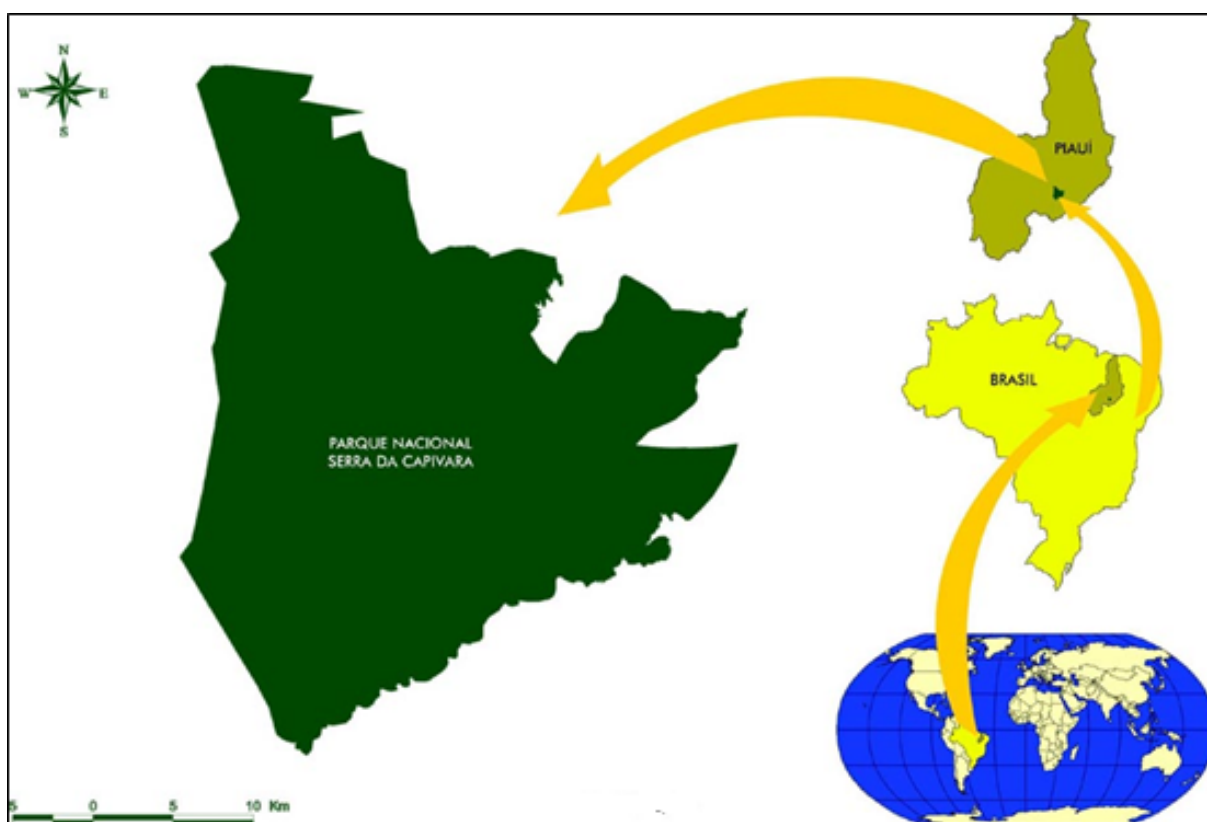 N
W E
S
PIAUÍ
BRASIL
PARQUE NACIONAL
SERRA DA CAPIVARA
5 0 5 10 Km